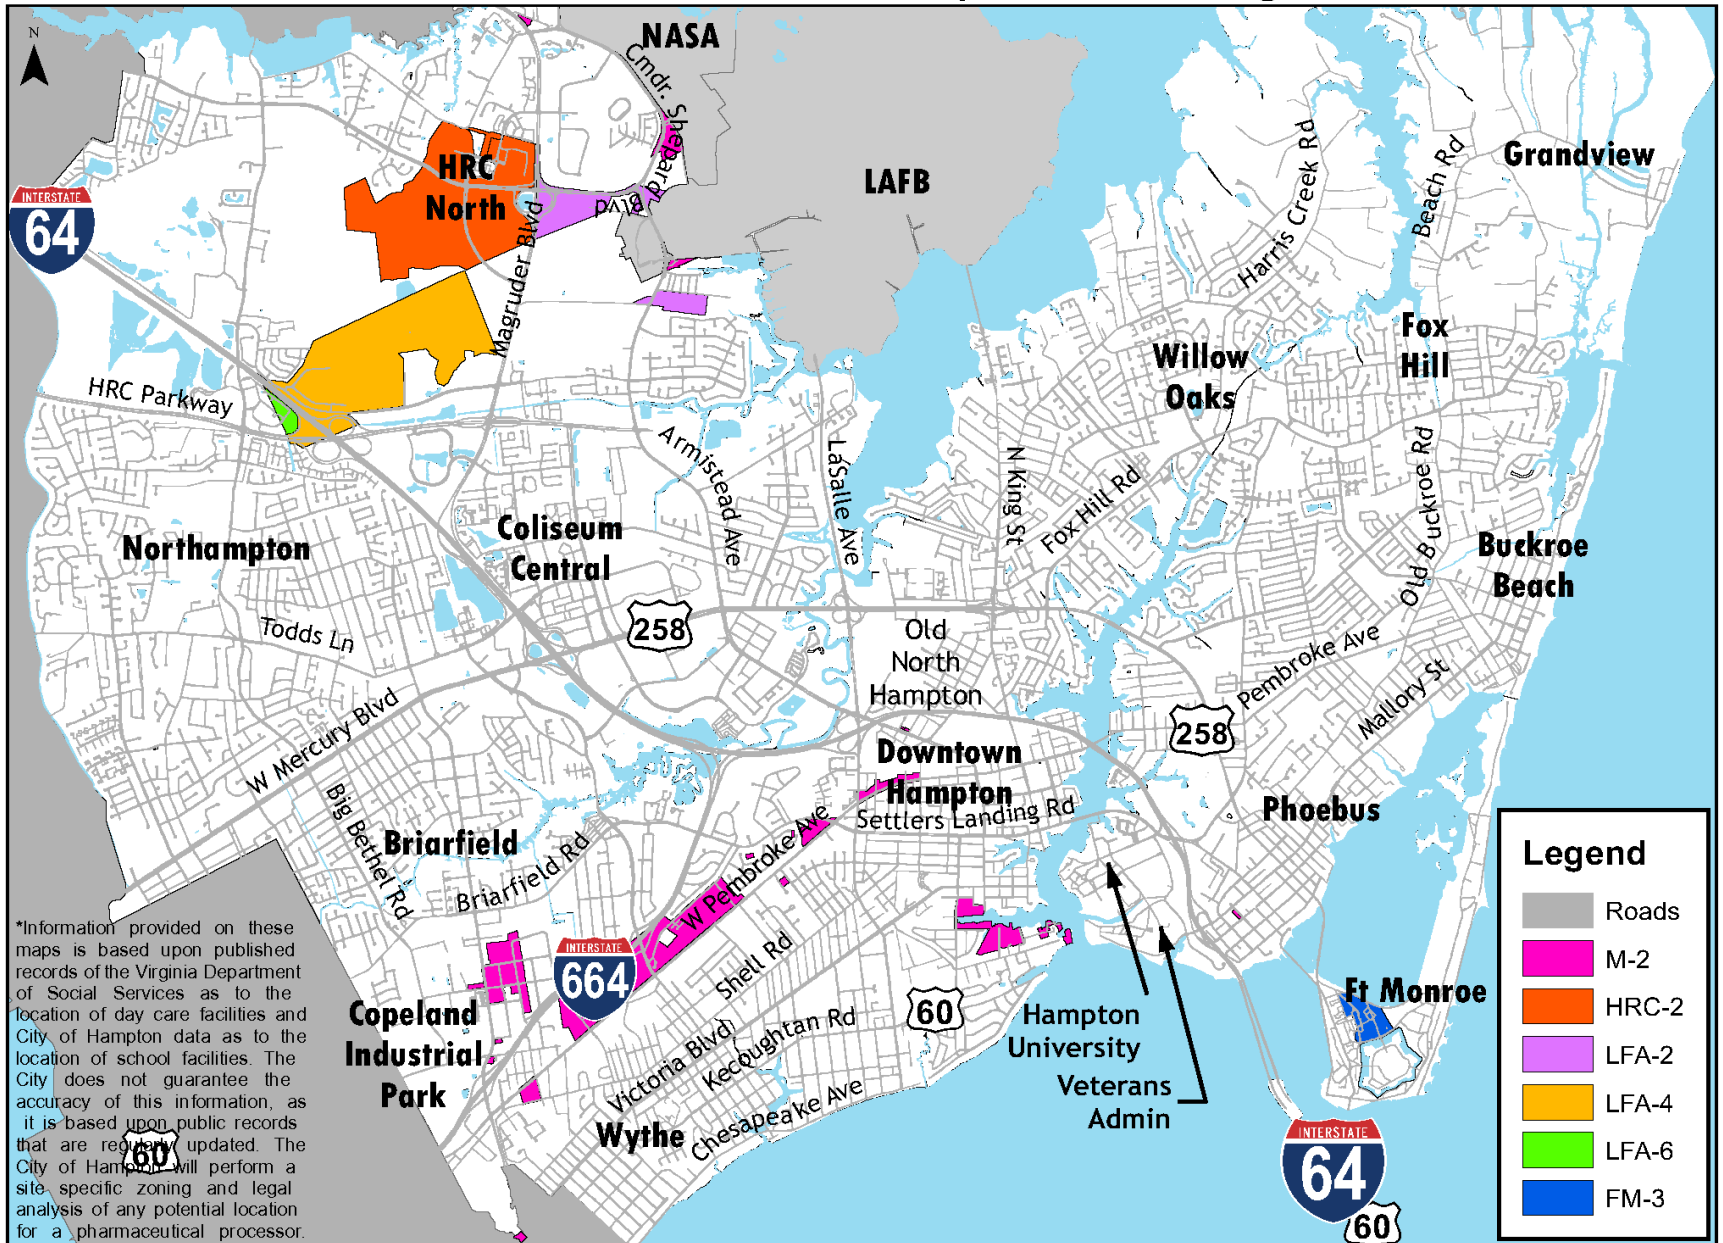 N
NASA
Cmdr. Shepard Blvd
HRC
North
LAFB
Grandview
Beach Rd
Harris Creek Rd
INTERSTATE
64
Magruder Blvd
Fox
Hill
Willow
Oaks
HRC Parkway
Armistead Ave
LaSalle Ave
N King St
Fox Hill Rd
Old Buckroe Rd
Northampton
Coliseum
Central
Buckroe
Beach
Todds Ln
258
Old
North
Hampton
Pembroke Ave
Mallory St
258
W Mercury Blvd
Downtown
Hampton
Settlers Landing Rd
Phoebus
Big Bethel Rd
Briarfield
Briarfield Rd
W Pembroke Ave
INTERSTATE
664
Shell Rd
Copeland
Industrial
Park
Victoria Blvd
Kecoughtan Rd
60
Hampton
University
Veterans
Admin
Ft Monroe
Wythe
Chesapeake Ave
INTERSTATE
64
60
60
*Information provided on these
maps is based upon published
records of the Virginia Department
of Social Services as to the
location of day care facilities and
City of Hampton data as to the
location of school facilities. The
City does not guarantee the
accuracy of this information, as
it is based upon public records
that are regularly updated. The
City of Hampton will perform a
site specific zoning and legal
analysis of any potential location
for a pharmaceutical processor.
Legend
Roads
M-2
HRC-2
LFA-2
LFA-4
LFA-6
FM-3